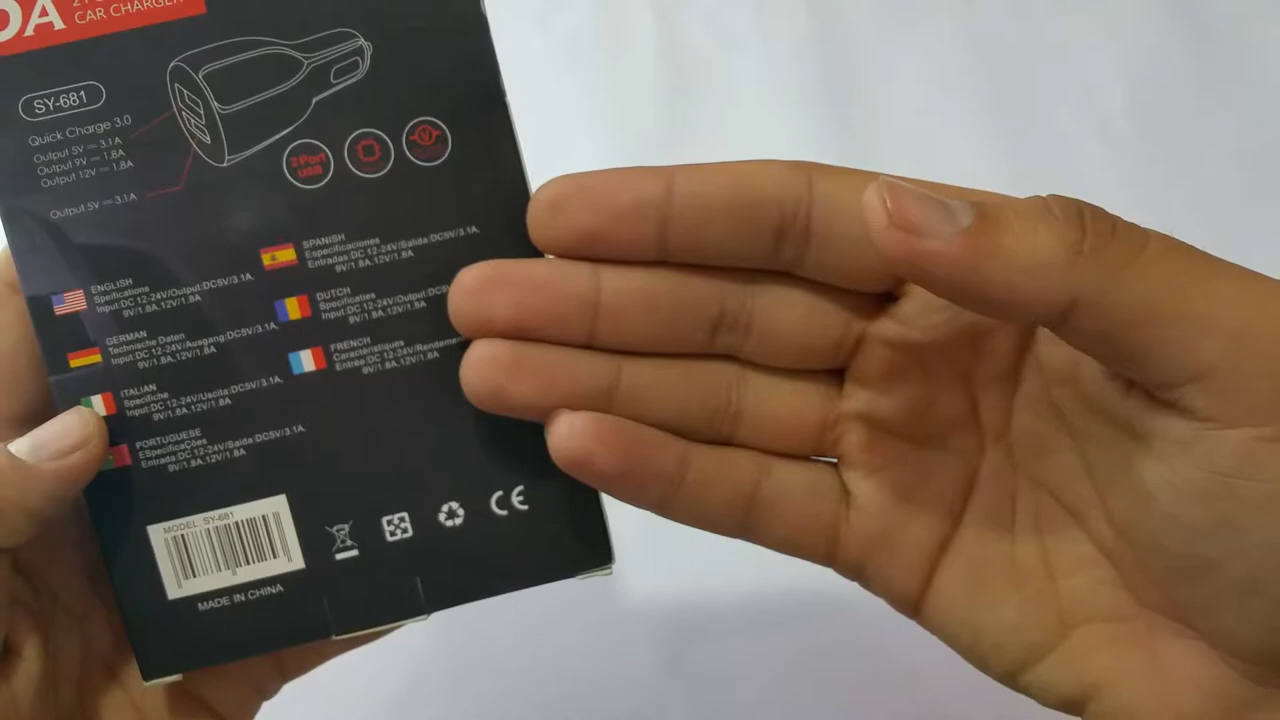 CAR CHARGER
SY-681
Quick Charge 3,0
Output 5V⎓3.1A
Output 9V⎓1.8A
Output 12V⎓1.8A
Output 5V⎓3.1A
2 Port
USB
V
SPANISH
Especificaciones
Entradas:DC 12-24V/Salida:DC5V/3.1A,
9V/1.8A,12V/1.8A
ENGLISH
Spefications
Input:DC 12-24V/Output:DC5V/3.1A,
9V/1.8A,12V/1.8A
DUTCH
Specificaties
Input:DC 12-24V/Output:DC5V
9V/1.8A,12V/1.8A
GERMAN
Technische Daten
Input:DC 12-24V/Ausgang:DC5V/3.1A,
9V/1.8A,12V/1.8A
FRENCH
Caractéristiques
Entrée:DC 12-24V/Rendeme
9V/1.8A,12V/1.8A
ITALIAN
Specifiche
Input:DC 12-24V/Uscita:DC5V/3.1A,
9V/1.8A,12V/1.8A
PORTUGUESE
ESpecificaÇões
Entrada:DC 12-24V/Saída:DC5V/3.1A,
9V/1.8A,12V/1.8A
MODEL: SY-681
CE
MADE IN CHINA